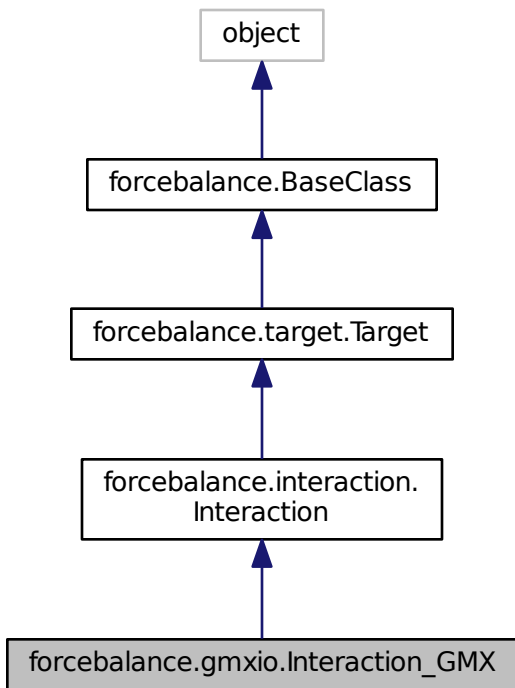 object
forcebalance.BaseClass
forcebalance.target.Target
forcebalance.interaction.
Interaction
forcebalance.gmxio.Interaction_GMX